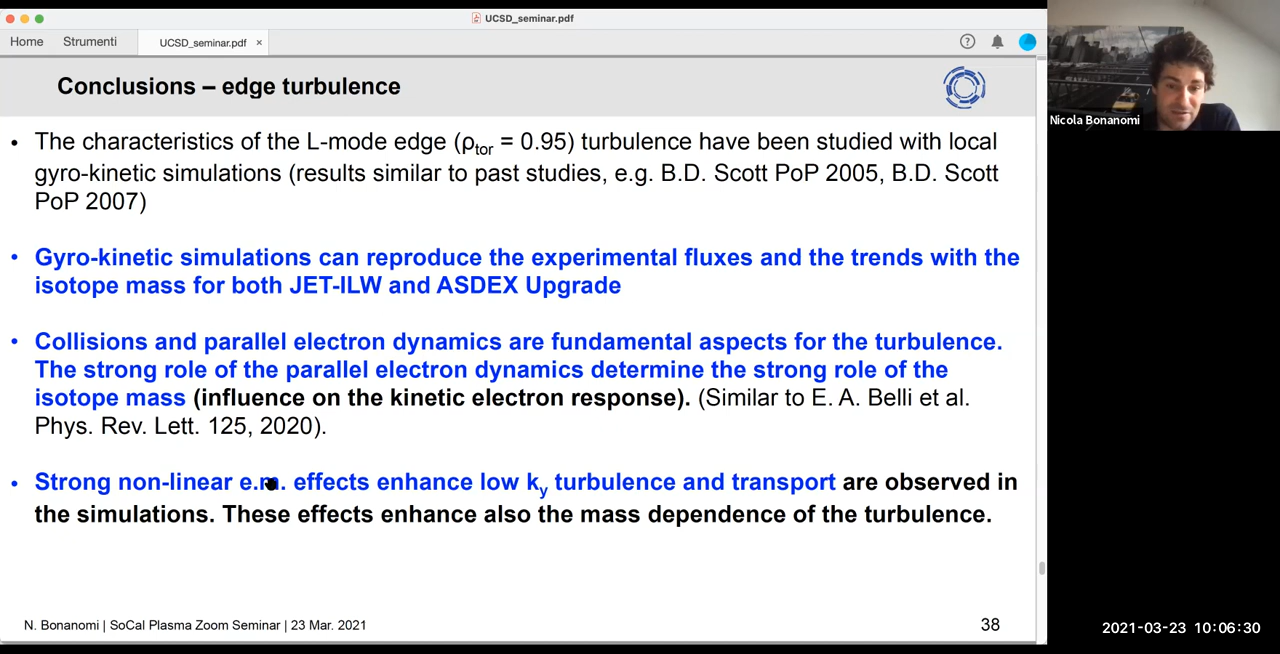 UCSD_seminar.pdf
Home Strumenti UCSD_seminar.pdf ×
?
Conclusions – edge turbulence
Nicola Bonanomi
• The characteristics of the L-mode edge (ρtor = 0.95) turbulence have been studied with local
gyro-kinetic simulations (results similar to past studies, e.g. B.D. Scott PoP 2005, B.D. Scott
PoP 2007)
• Gyro-kinetic simulations can reproduce the experimental fluxes and the trends with the
isotope mass for both JET-ILW and ASDEX Upgrade
• Collisions and parallel electron dynamics are fundamental aspects for the turbulence.
The strong role of the parallel electron dynamics determine the strong role of the
isotope mass (influence on the kinetic electron response). (Similar to E. A. Belli et al.
Phys. Rev. Lett. 125, 2020).
• Strong non-linear e.m. effects enhance low ky turbulence and transport are observed in
the simulations. These effects enhance also the mass dependence of the turbulence.
N. Bonanomi | SoCal Plasma Zoom Seminar | 23 Mar. 2021
38
2021-03-23 10:06:30